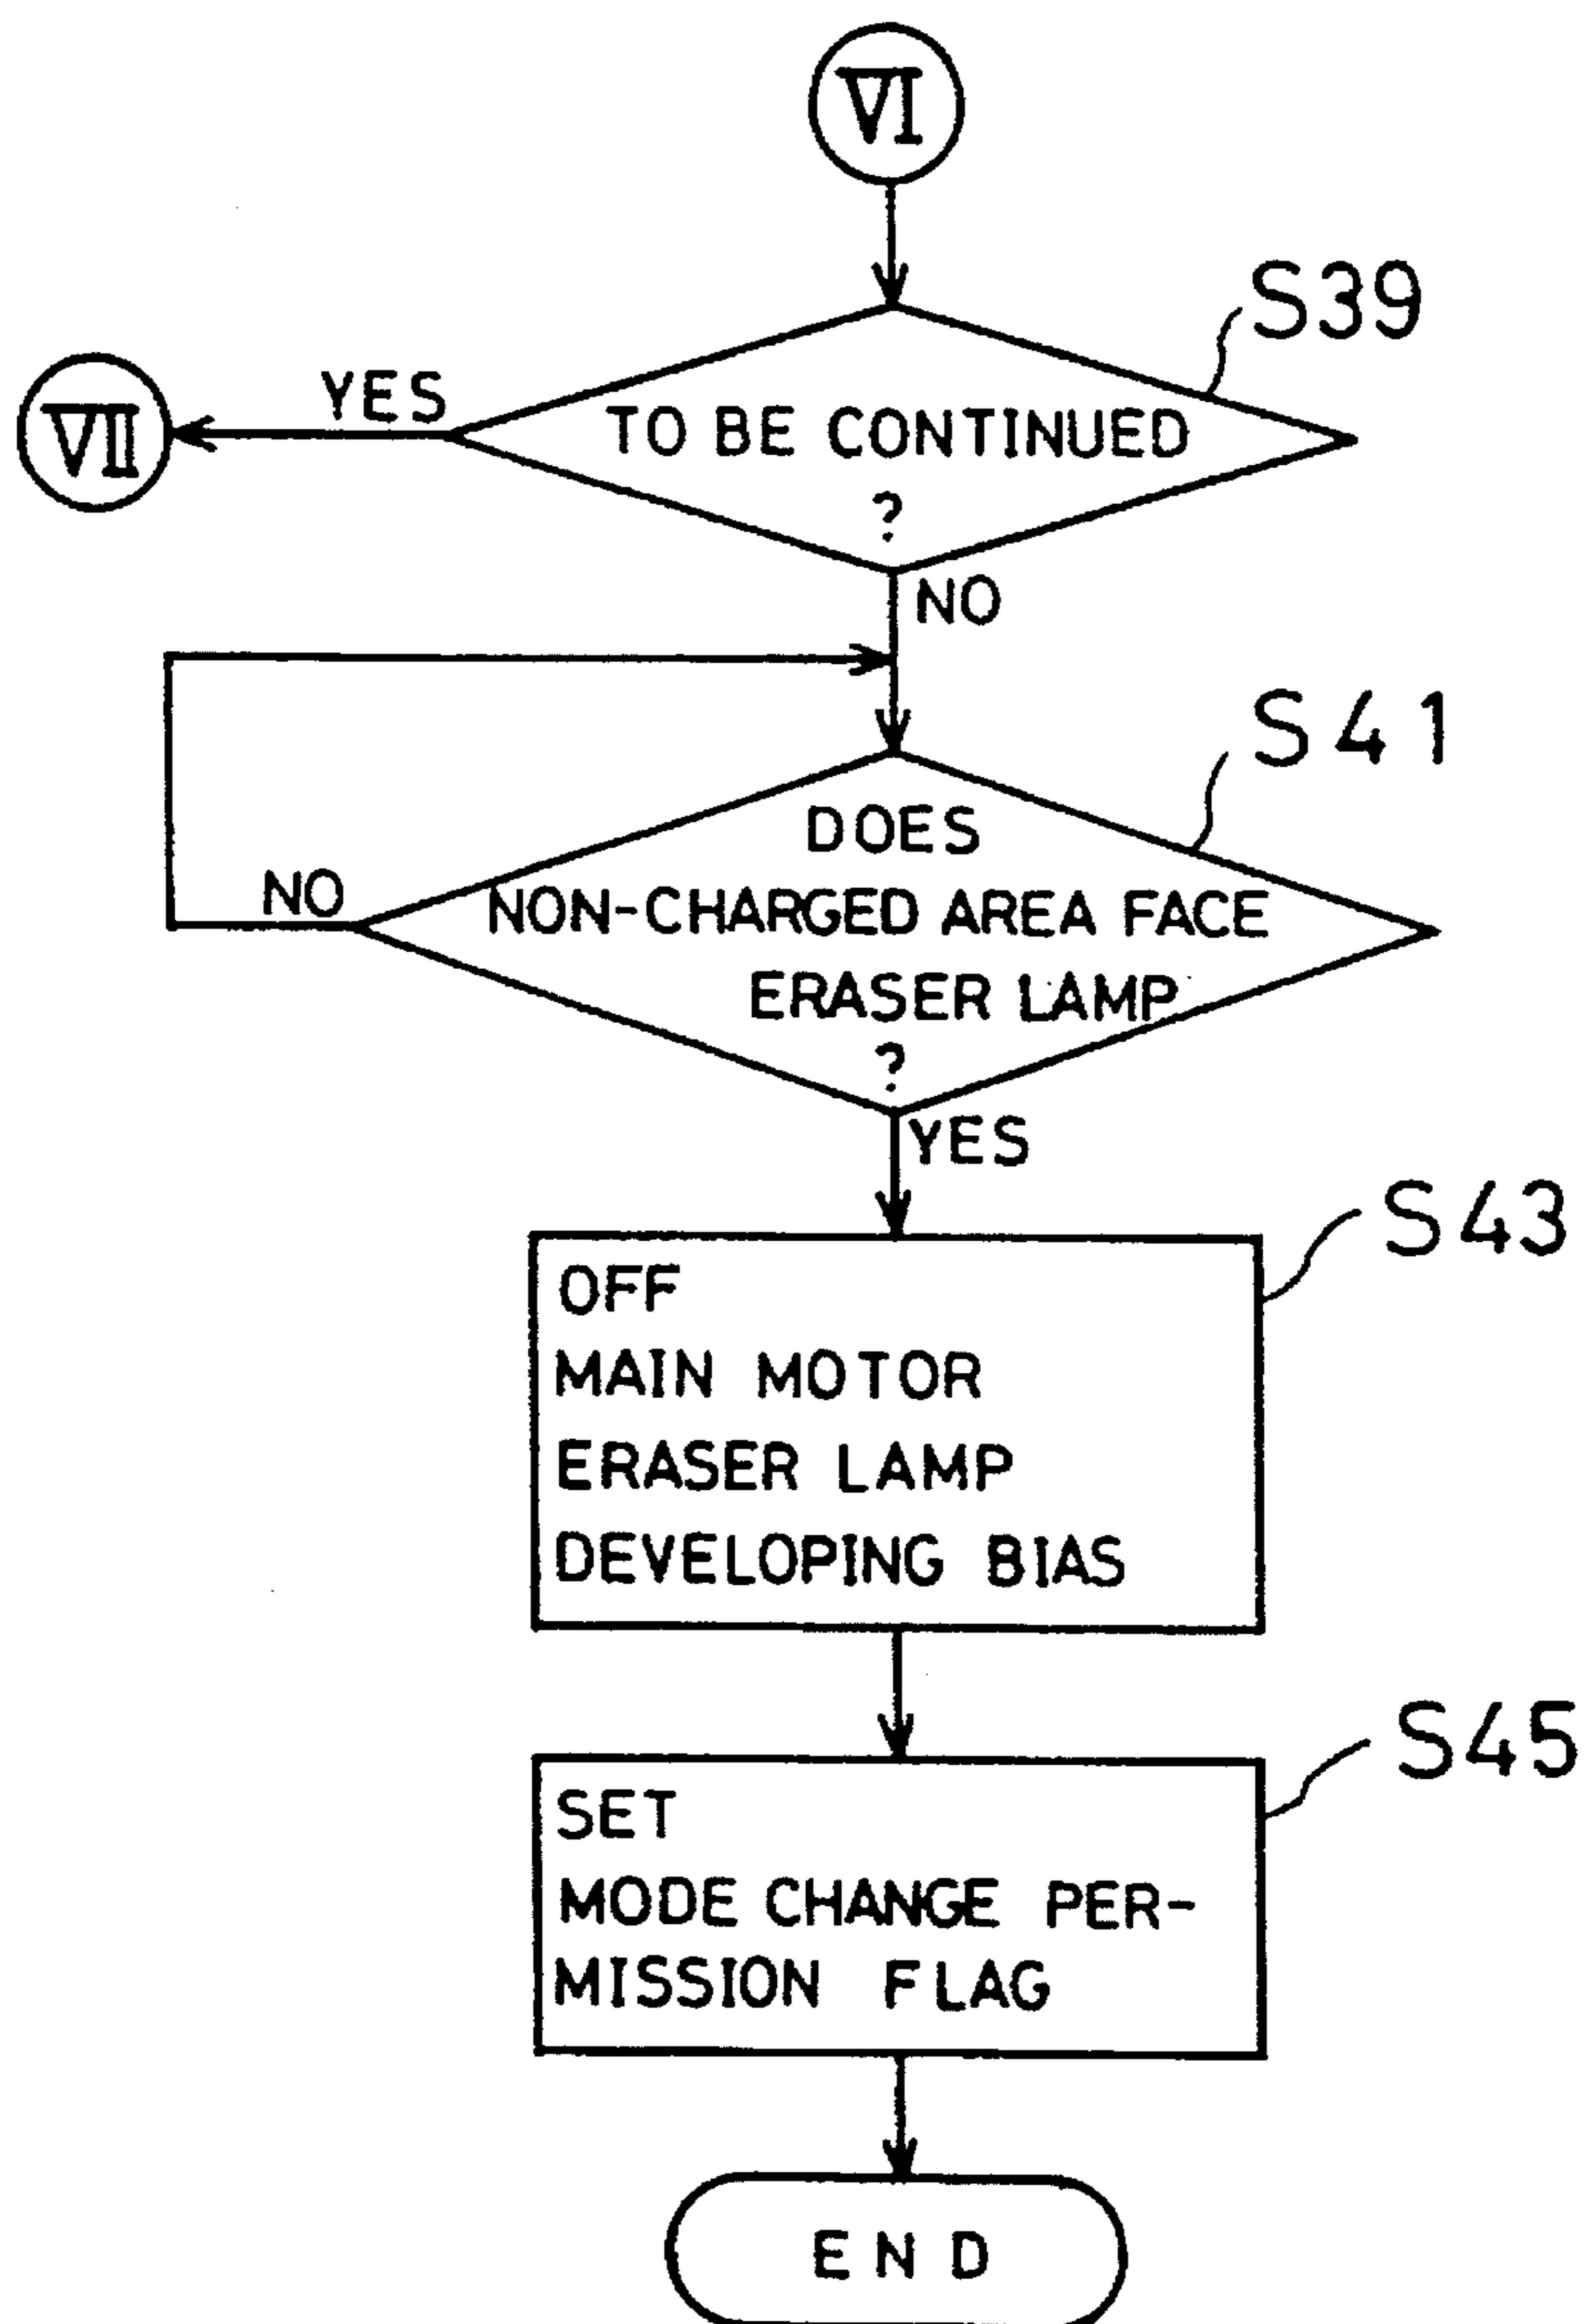 VI
S39
VII
YES
TO BE CONTINUED
?
NO
S41
DOES
NO
NON-CHARGED AREA FACE
ERASER LAMP
?
YES
S43
OFF
MAIN MOTOR
ERASER LAMP
DEVELOPING BIAS
S45
SET
MODE CHANGE PER-
MISSION FLAG
END